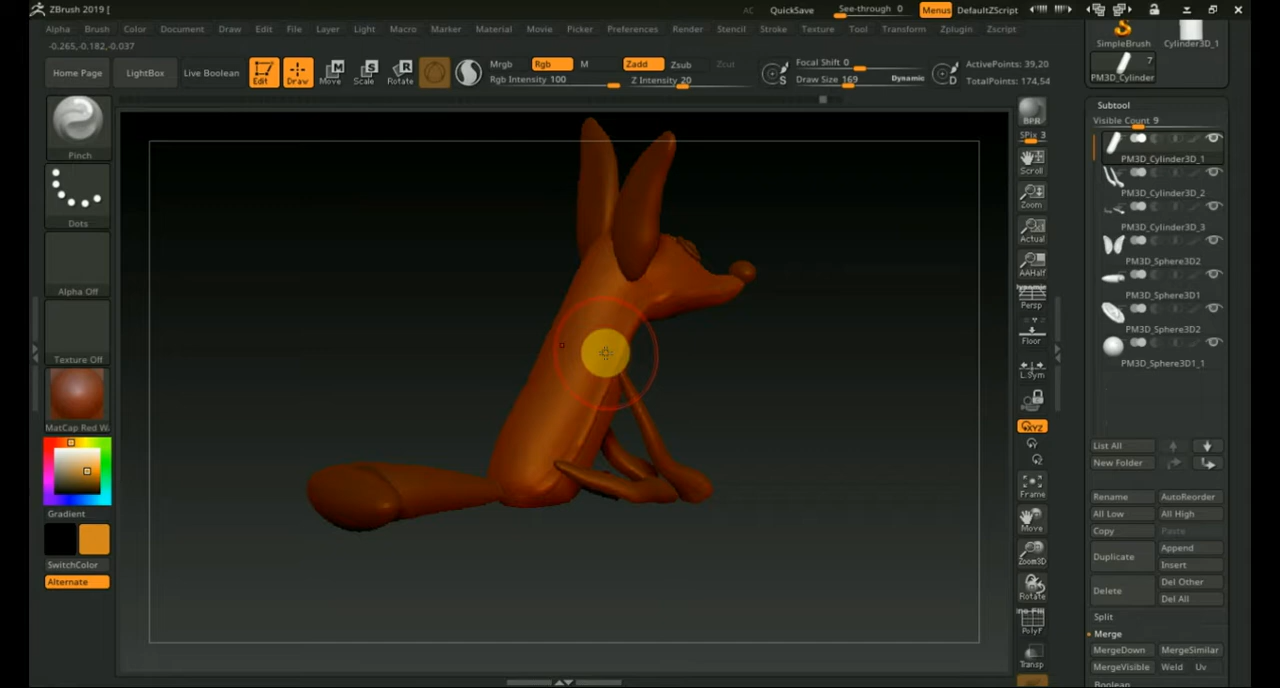 ZBrush 2019 [
AC QuickSave See-through 0 Menus DefaultZScript
Alpha Brush Color Document Draw Edit File Layer Light Macro Marker Material Movie Picker Preferences Render Stencil Stroke Texture Tool Transform Zplugin Zscript
-0.265,-0.182,-0.037
Home Page LightBox Live Boolean Edit Draw Move Scale Rotate
Mrgb Rgb M Zadd Zsub Zcut
Rgb Intensity 100 Z Intensity 20
Focal Shift 0
Draw Size 169 Dynamic
ActivePoints: 39,20
TotalPoints: 174,54
SimpleBrush Cylinder3D_1
7
PM3D_Cylinder
Pinch
Dots
Alpha Off
Texture Off
MatCap Red W
Gradient
SwitchColor
Alternate
BPR
SPix 3
Scroll
Zoom
Actual
AAHalf
Dynamic
Persp
Floor
L.Sym
XYZ
Frame
Move
Zoom3D
Rotate
PolyF
Transp
Subtool
Visible Count 9
PM3D_Cylinder3D_1
PM3D_Cylinder3D_2
PM3D_Cylinder3D_3
PM3D_Sphere3D2
PM3D_Sphere3D1
PM3D_Sphere3D2
PM3D_Sphere3D1_1
List All
New Folder
Rename AutoReorder
All Low All High
Copy Paste
Duplicate Append
Insert
Delete Del Other
Del All
Split
Merge
MergeDown MergeSimilar
MergeVisible Weld Uv
Boolean